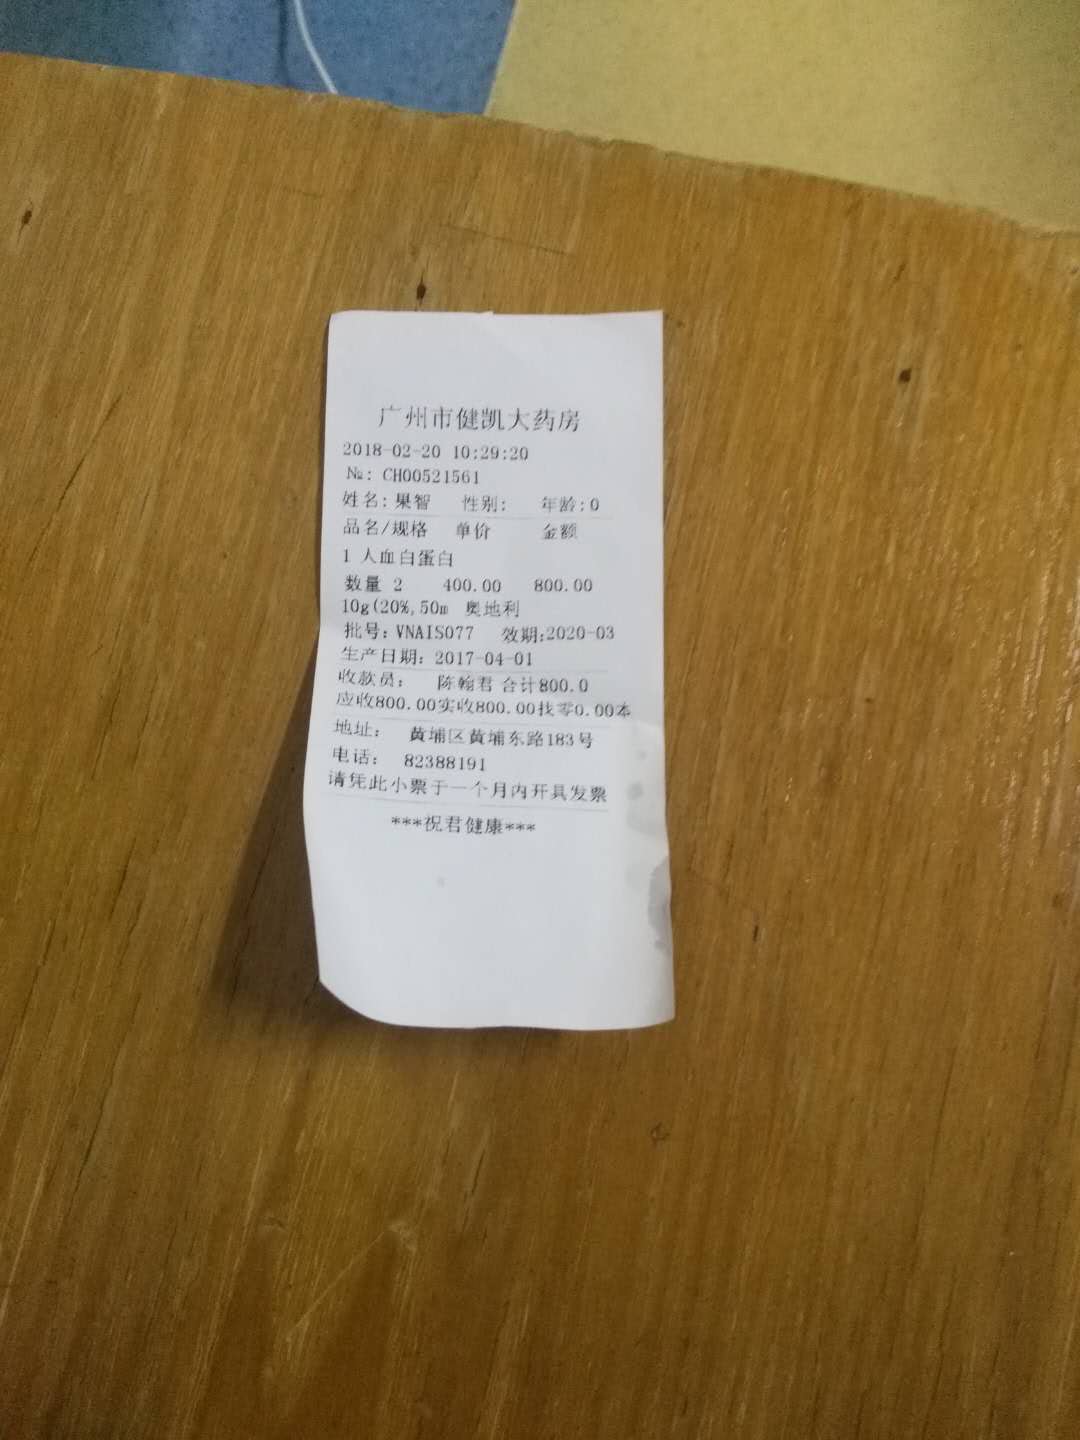 广州市健凯大药房
2018-02-20 10:29:20
№: CH00521561
姓名: 果智 性别: 年龄:0
品名/规格 单价 金额
1 人血白蛋白
数量 2 400.00 800.00
10g(20%,50m 奥地利
批号: VNAIS077 效期:2020-03
生产日期: 2017-04-01
收款员: 陈翰君 合计800.0
应收800.00实收800.00找零0.00本
地址: 黄埔区黄埔东路183号
电话: 82388191
请凭此小票于一个月内开具发票
***祝君健康***